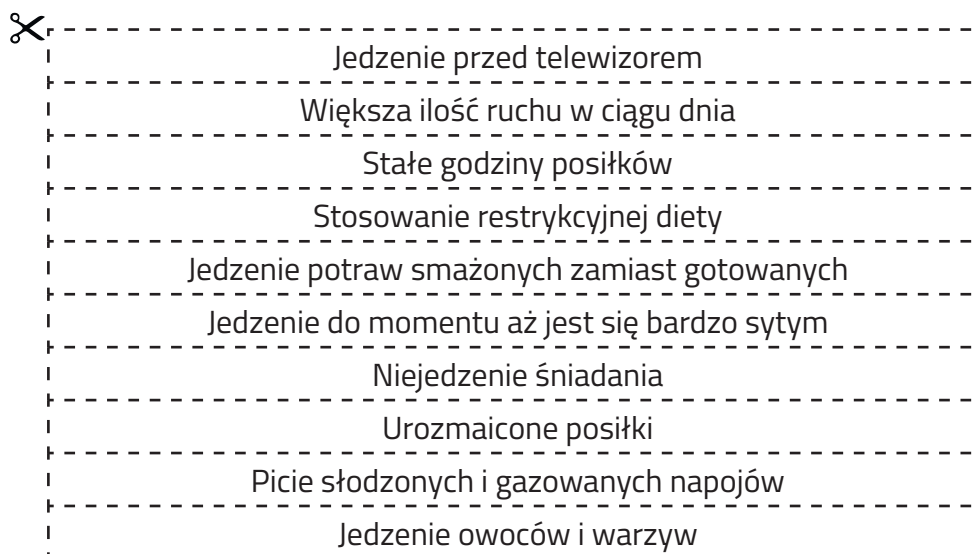 Jedzenie przed telewizorem
Większa ilość ruchu w ciągu dnia
Stałe godziny posiłków
Stosowanie restrykcyjnej diety
Jedzenie potraw smażonych zamiast gotowanych
Jedzenie do momentu aż jest się bardzo sytym
Niejedzenie śniadania
Urozmaicone posiłki
Picie słodzonych i gazowanych napojów
Jedzenie owoców i warzyw